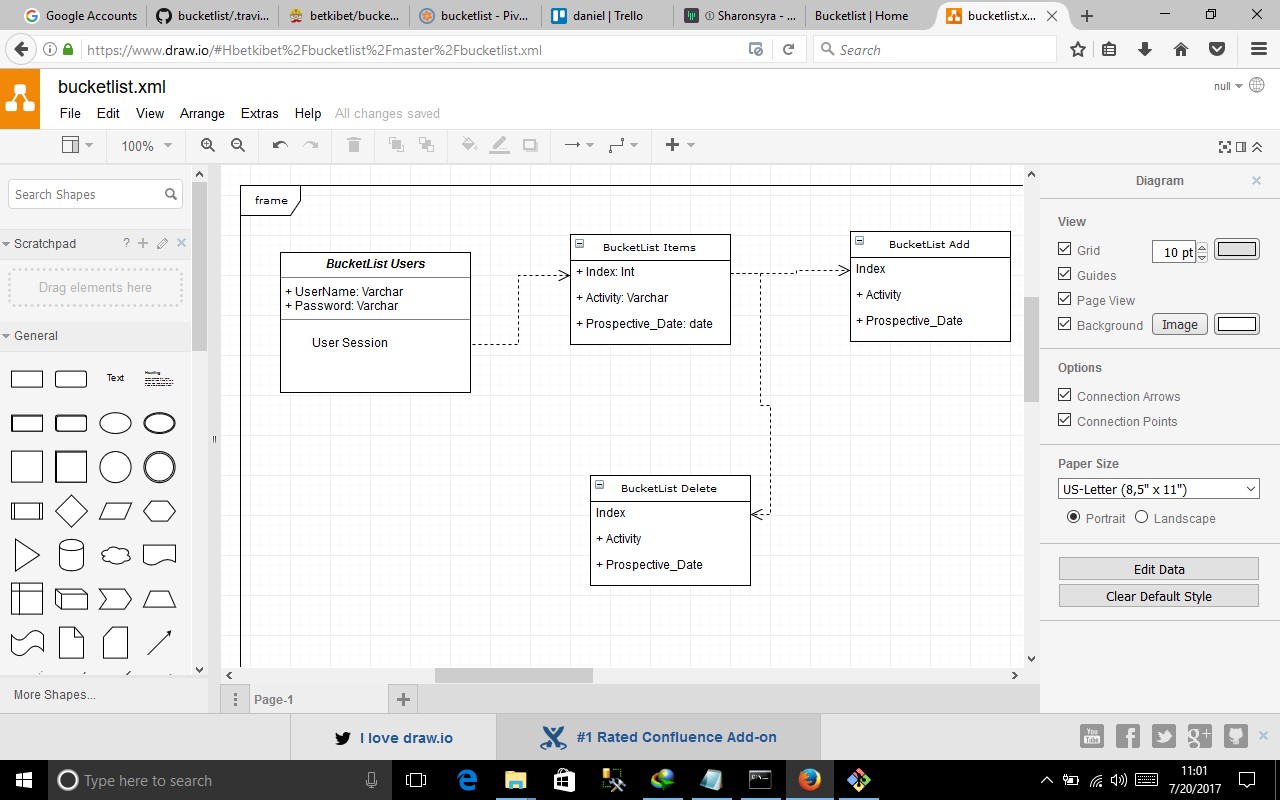 Google Accounts
bucketlist/.travi...
betkibet/bucke...
bucketlist - Piv...
daniel | Trello
Sharonsyra - ...
Bucketlist | Home
bucketlist.x...
https://www.draw.io/#Hbetkibet%2Fbucketlist%2Fmaster%2Fbucketlist.xml
Search
bucketlist.xml
null
File Edit View Arrange Extras Help All changes saved
100%
Search Shapes
Scratchpad
?
Drag elements here
General
Text
Heading
More Shapes...
frame
BucketList Users
+ UserName: Varchar
+ Password: Varchar
User Session
BucketList Items
+ Index: Int
+ Activity: Varchar
+ Prospective_Date: date
BucketList Add
Index
+ Activity
+ Prospective_Date
BucketList Delete
Index
+ Activity
+ Prospective_Date
Page-1
Diagram
View
Grid 10 pt
Guides
Page View
Background Image
Options
Connection Arrows
Connection Points
Paper Size
US-Letter (8,5" x 11")
Portrait Landscape
Edit Data
Clear Default Style
I love draw.io
#1 Rated Confluence Add-on
You Tube
g+
Type here to search
11:01
7/20/2017